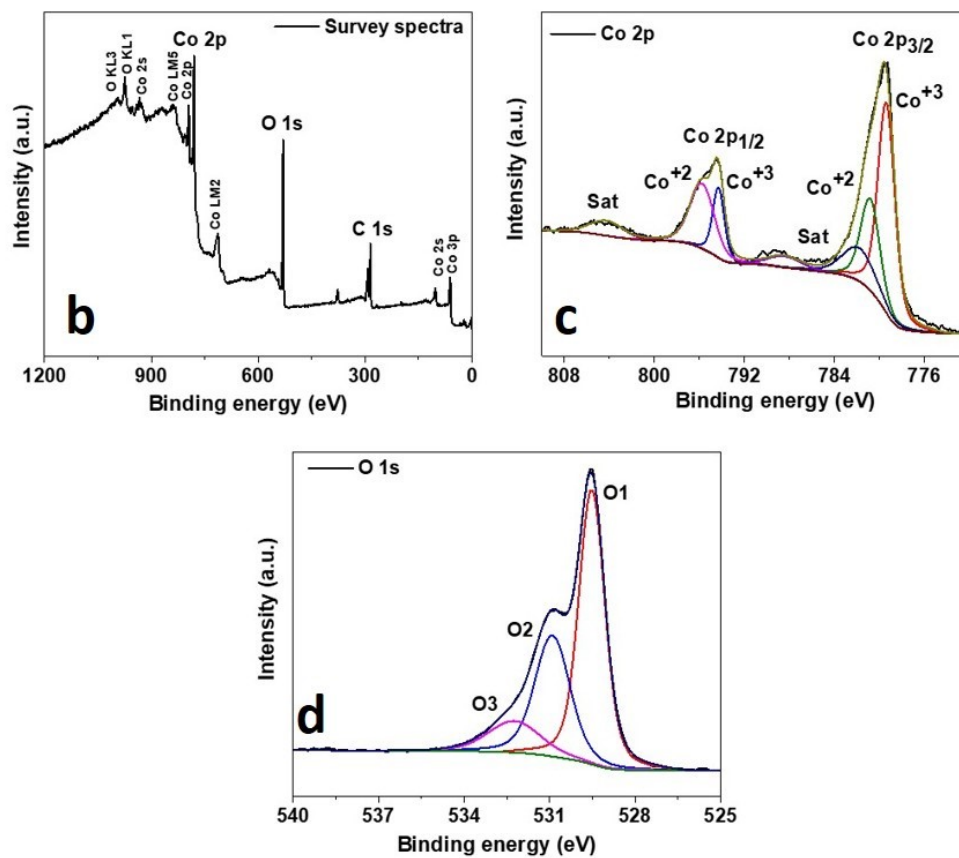 Survey spectra
O KL3
O KL1
Co 2s
Co LM5
Co 2p
Co 2p
Co LM2
O 1s
C 1s
Co 2s
Co 3p
b
Intensity (a.u.)
1200 900 600 300 0
Binding energy (eV)
Co 2p
Co 2p3/2
Co+3
Co 2p1/2
Co+2
Co+3
Co+2
Sat
Sat
c
Intensity (a.u.)
808 800 792 784 776
Binding energy (eV)
O 1s
O1
O2
O3
d
Intensity (a.u.)
540 537 534 531 528 525
Binding energy (eV)